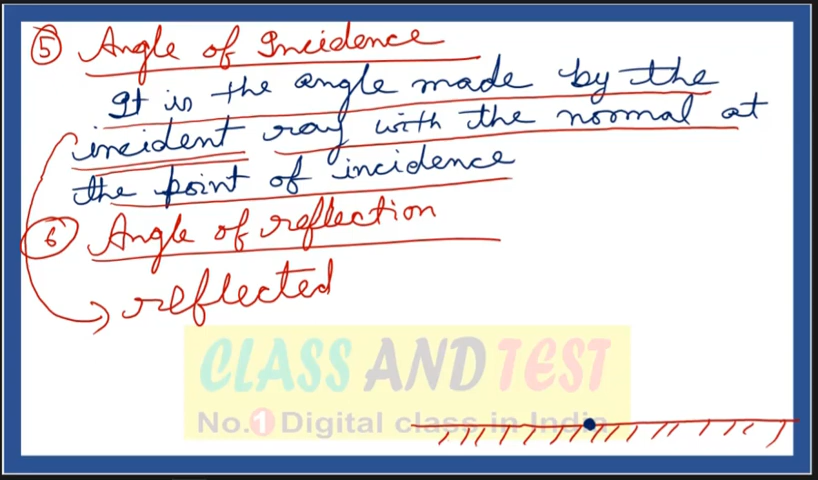 5 Angle of Incidence
It is the angle made by the
incident ray with the normal at
the point of incidence
6 Angle of reflection
reflected
CLASS AND TEST
No.1 Digital class in India